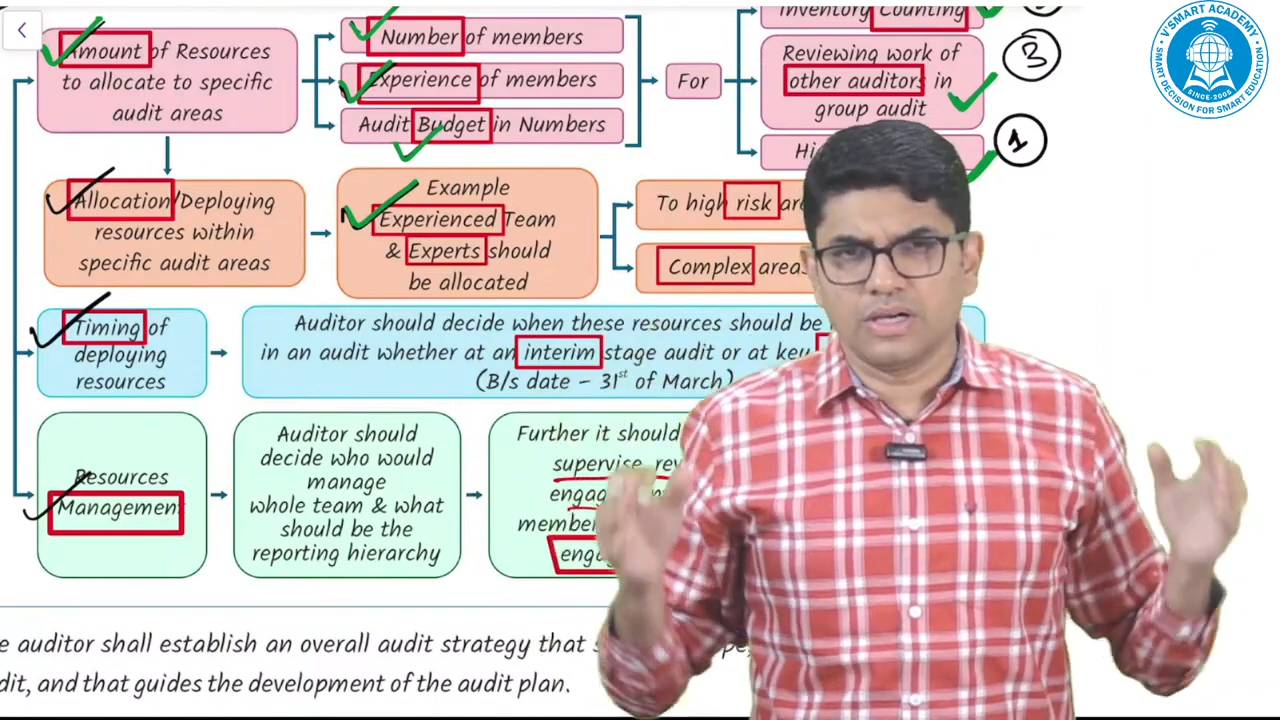 Amount of Resources
to allocate to specific
audit areas
Number of members
Experience of members
Audit Budget in Numbers
For
Inventory Counting
Reviewing work of
other auditors in
group audit
3
1
V'SMART ACADEMY
SINCE-2005
SMART DECISION FOR SMART EDUCATION
Allocation/Deploying
resources within
specific audit areas
Example
Experienced Team
& Experts should
be allocated
To high risk
Complex areas
Timing of
deploying
resources
Auditor should decide when these resources should be
in an audit whether at an interim stage audit or at key
(B/s date - 31st of March)
Resources
Management
Auditor should
decide who would
manage
whole team & what
should be the
reporting hierarchy
Further it should
supervise
auditor shall establish an overall audit strategy that
and that guides the development of the audit plan.